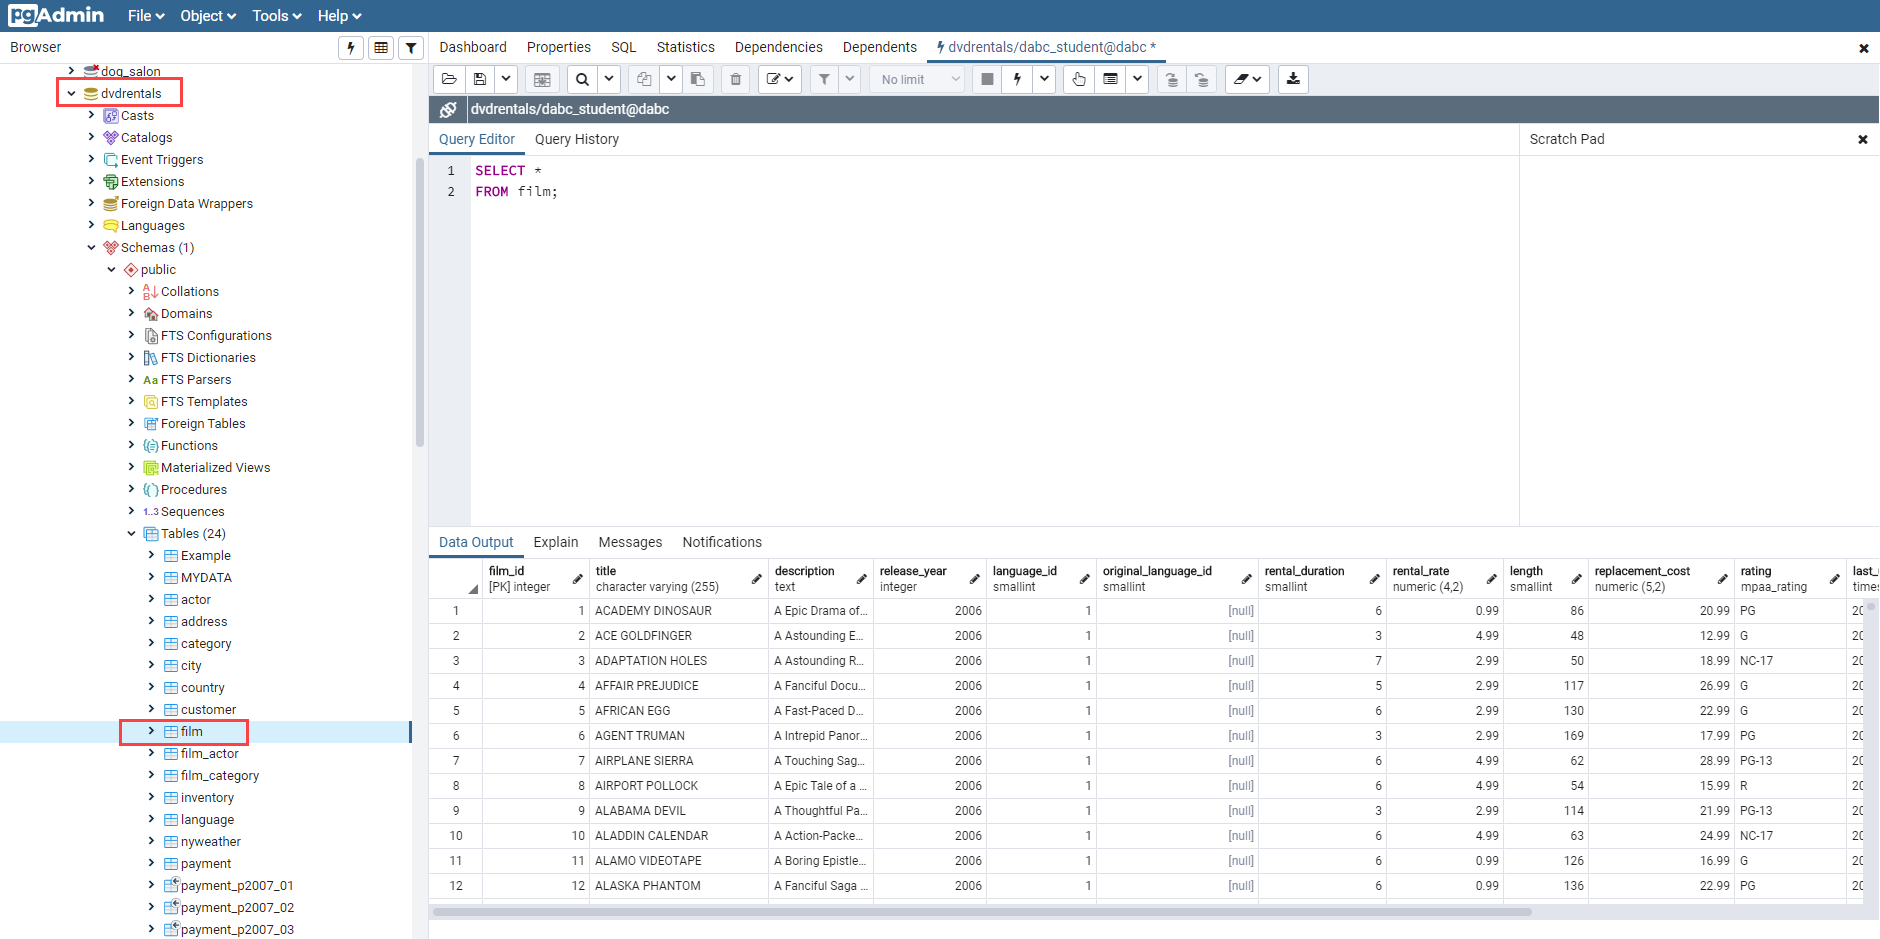 pgAdmin File Object Tools Help
Browser
dog_salon
dvdrentals
Casts
Catalogs
Event Triggers
Extensions
Foreign Data Wrappers
Languages
Schemas (1)
public
Collations
Domains
FTS Configurations
FTS Dictionaries
Aa FTS Parsers
FTS Templates
Foreign Tables
Functions
Materialized Views
Procedures
1..3 Sequences
Tables (24)
Example
MYDATA
actor
address
category
city
country
customer
film
film_actor
film_category
inventory
language
nyweather
payment
payment_p2007_01
payment_p2007_02
payment_p2007_03
Dashboard Properties SQL Statistics Dependencies Dependents dvdrentals/dabc_student@dabc *
No limit
dvdrentals/dabc_student@dabc
Query Editor Query History
Scratch Pad
1 SELECT *
2 FROM film;
Data Output Explain Messages Notifications
film_id title description release_year language_id original_language_id rental_duration rental_rate length replacement_cost rating last_
[PK] integer character varying (255) text integer smallint smallint smallint numeric (4,2) smallint numeric (5,2) mpaa_rating times
1 1 ACADEMY DINOSAUR A Epic Drama of... 2006 1 [null] 6 0.99 86 20.99 PG 20
2 2 ACE GOLDFINGER A Astounding E... 2006 1 [null] 3 4.99 48 12.99 G 20
3 3 ADAPTATION HOLES A Astounding R... 2006 1 [null] 7 2.99 50 18.99 NC-17 20
4 4 AFFAIR PREJUDICE A Fanciful Docu... 2006 1 [null] 5 2.99 117 26.99 G 20
5 5 AFRICAN EGG A Fast-Paced D... 2006 1 [null] 6 2.99 130 22.99 G 20
6 6 AGENT TRUMAN A Intrepid Panor... 2006 1 [null] 3 2.99 169 17.99 PG 20
7 7 AIRPLANE SIERRA A Touching Sag... 2006 1 [null] 6 4.99 62 28.99 PG-13 20
8 8 AIRPORT POLLOCK A Epic Tale of a ... 2006 1 [null] 6 4.99 54 15.99 R 20
9 9 ALABAMA DEVIL A Thoughtful Pa... 2006 1 [null] 3 2.99 114 21.99 PG-13 20
10 10 ALADDIN CALENDAR A Action-Packe... 2006 1 [null] 6 4.99 63 24.99 NC-17 20
11 11 ALAMO VIDEOTAPE A Boring Epistle... 2006 1 [null] 6 0.99 126 16.99 G 20
12 12 ALASKA PHANTOM A Fanciful Saga ... 2006 1 [null] 6 0.99 136 22.99 PG 20